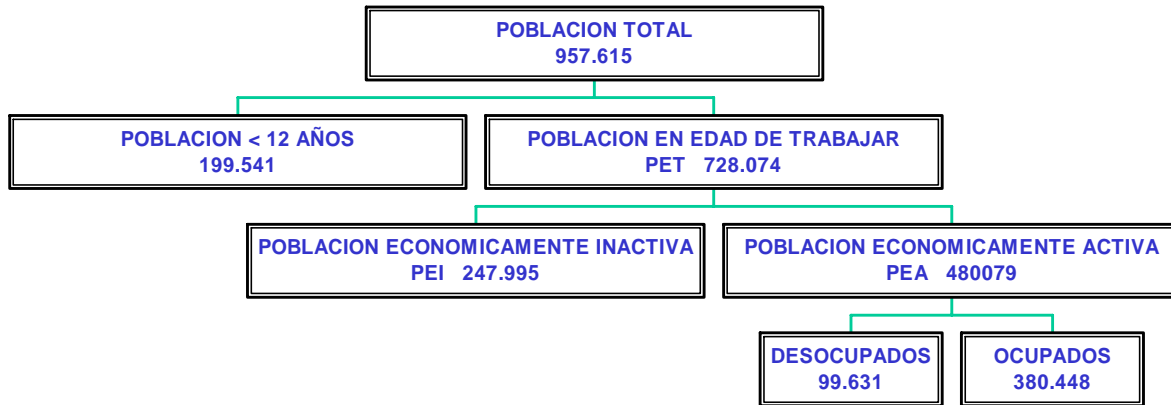 POBLACION TOTAL
957.615
POBLACION < 12 AÑOS
199.541
POBLACION EN EDAD DE TRABAJAR
PET 728.074
POBLACION ECONOMICAMENTE INACTIVA
PEI 247.995
POBLACION ECONOMICAMENTE ACTIVA
PEA 480079
DESOCUPADOS
99.631
OCUPADOS
380.448